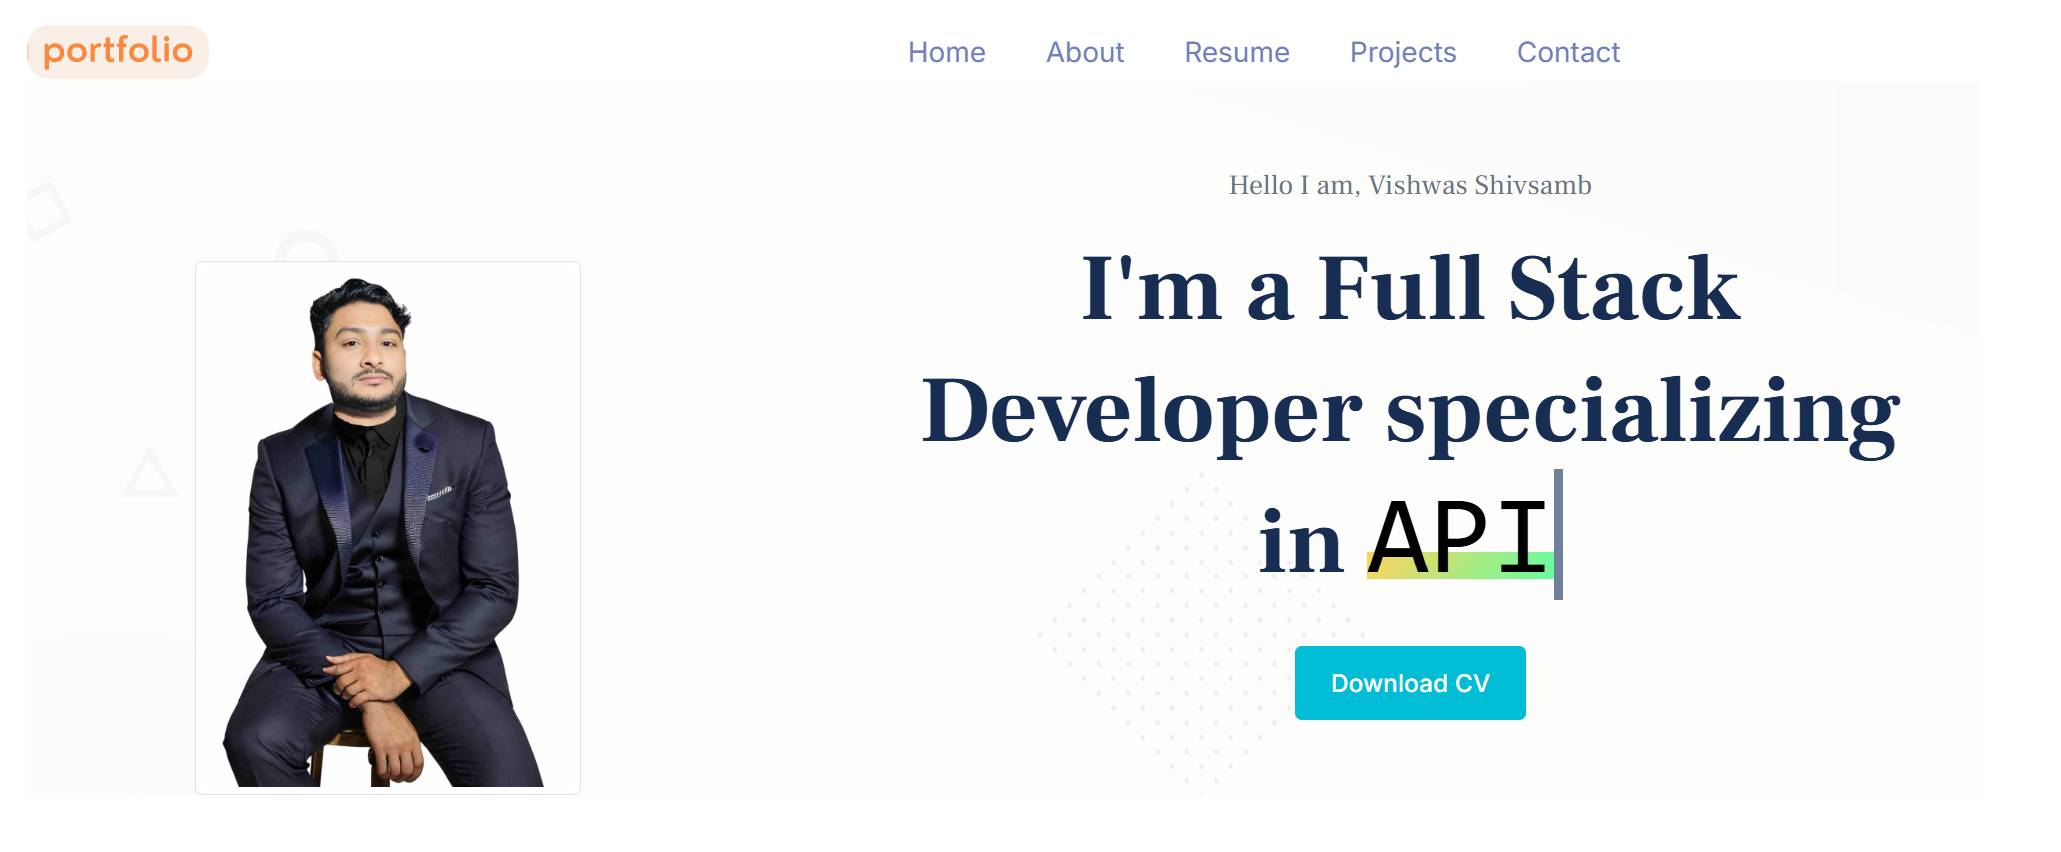 portfolio
Home About Resume Projects Contact
Hello I am, Vishwas Shivsamb
I'm a Full Stack
Developer specializing
in API
Download CV